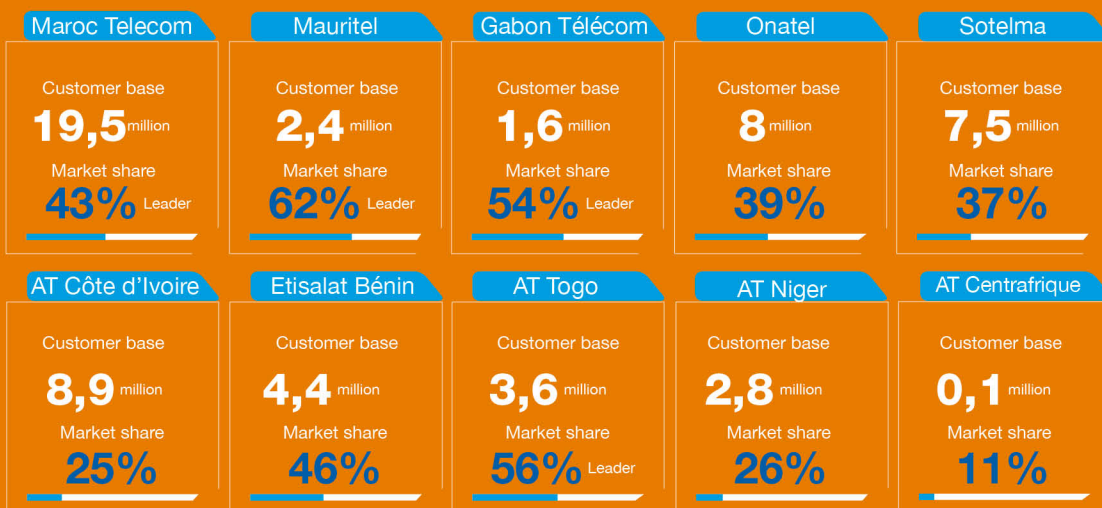 Maroc Telecom
Customer base
19,5 million
Market share
43% Leader
Mauritel
Customer base
2,4 million
Market share
62% Leader
Gabon Télécom
Customer base
1,6 million
Market share
54% Leader
Onatel
Customer base
8 million
Market share
39%
Sotelma
Customer base
7,5 million
Market share
37%
AT Côte d'Ivoire
Customer base
8,9 million
Market share
25%
Etisalat Bénin
Customer base
4,4 million
Market share
46%
AT Togo
Customer base
3,6 million
Market share
56% Leader
AT Niger
Customer base
2,8 million
Market share
26%
AT Centrafrique
Customer base
0,1 million
Market share
11%